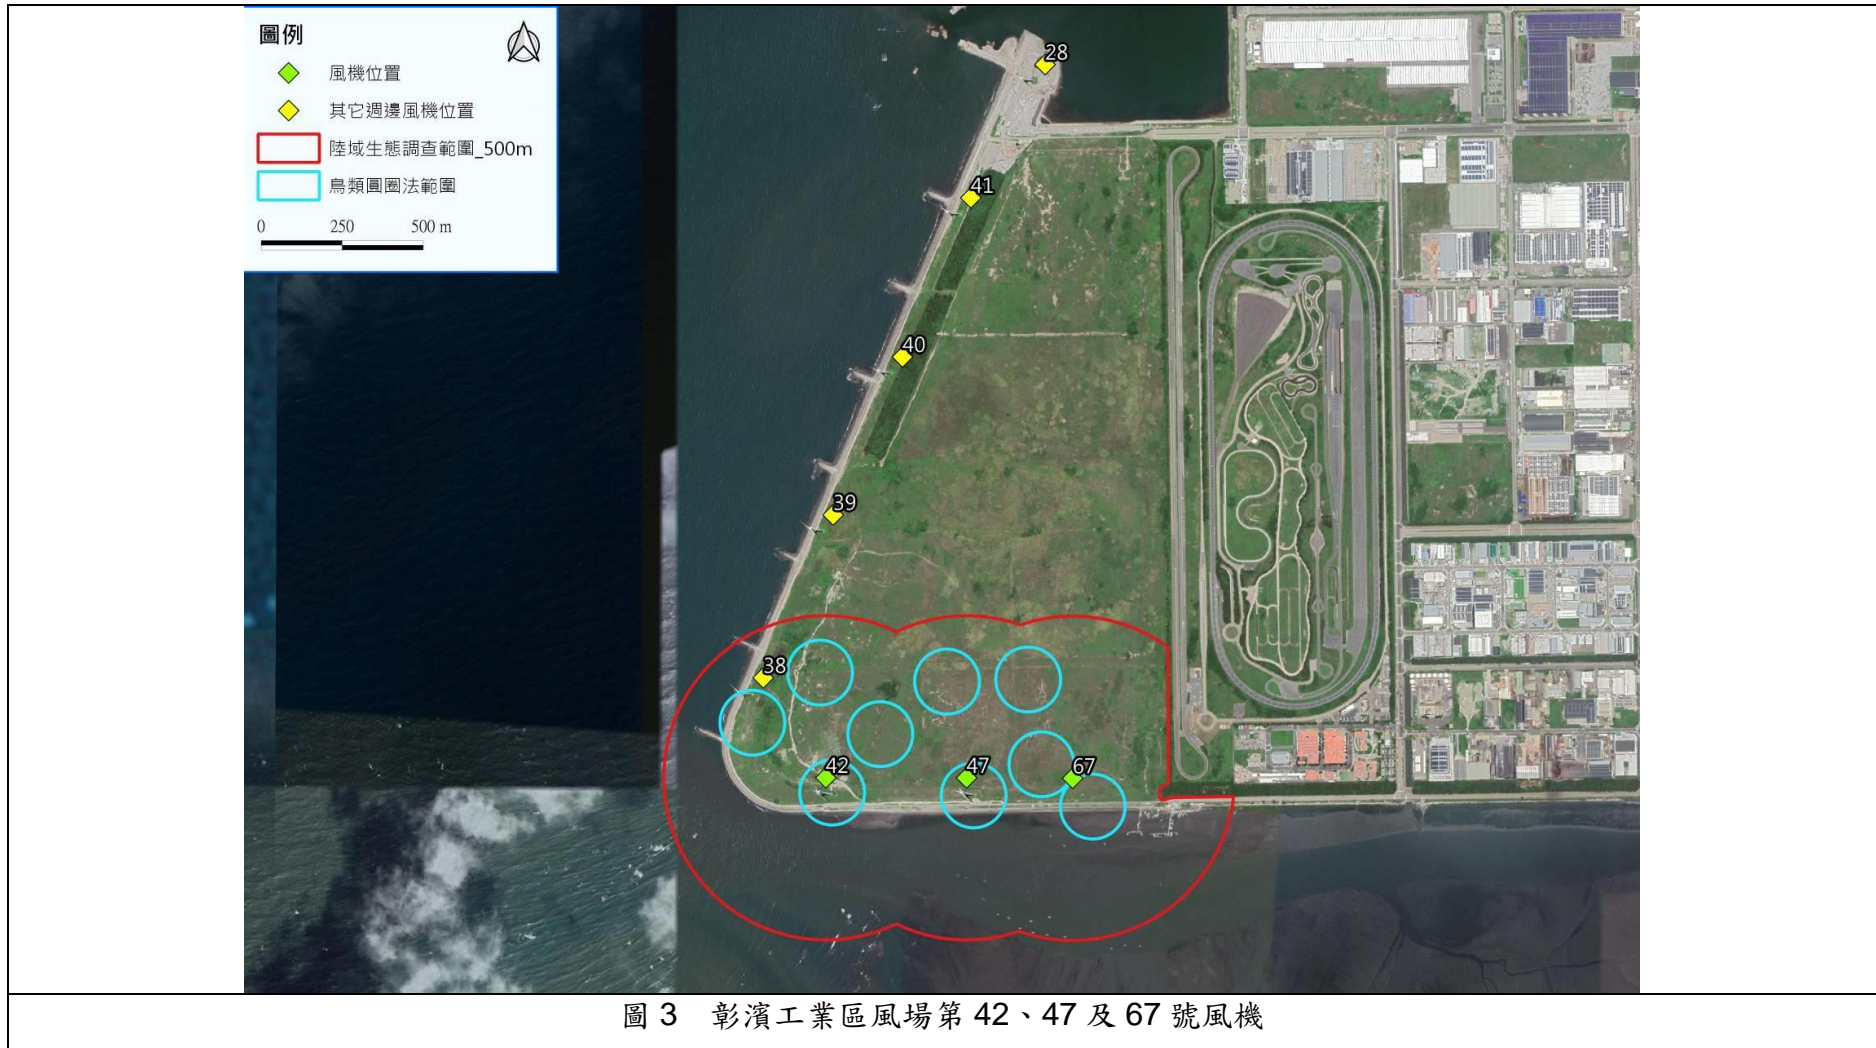 圖例
風機位置
其它週邊風機位置
陸域生態調查範圍_500m
鳥類圓圈法範圍
0 250 500 m
28
41
40
39
38
42
47
67
圖 3 彰濱工業區風場第 42、47 及 67 號風機